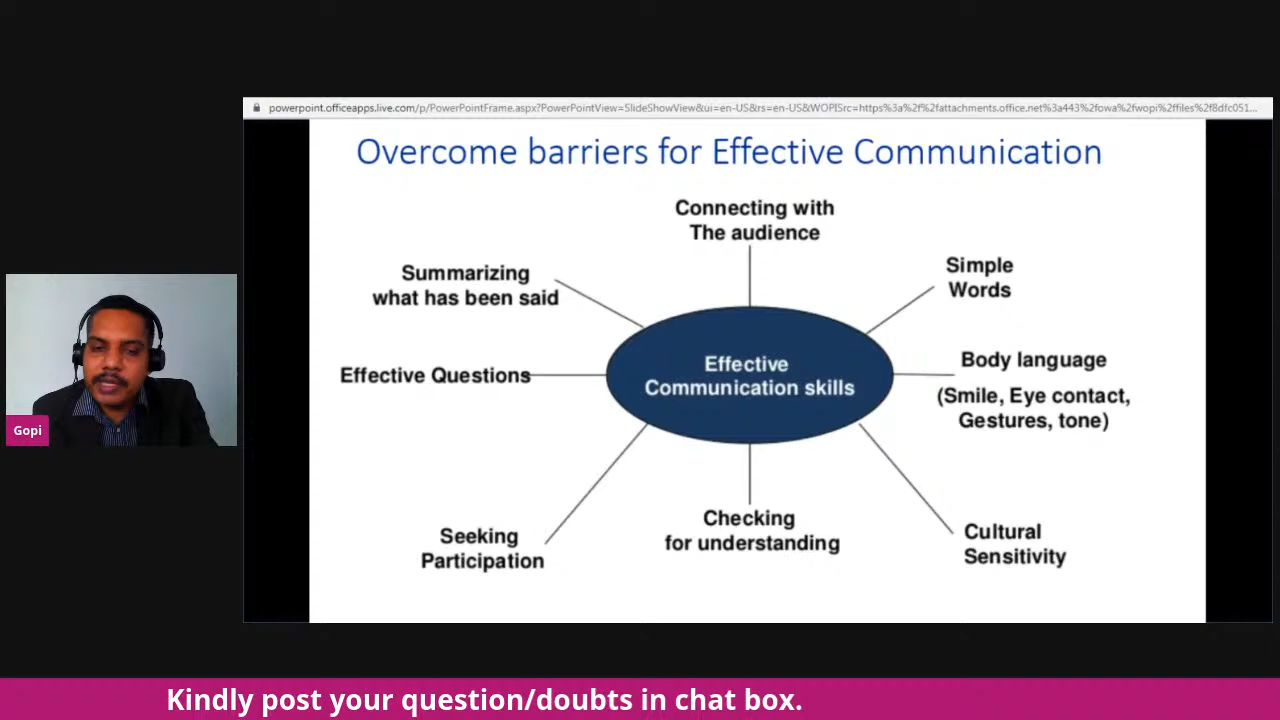 powerpoint.officeapps.live.com/p/PowerPointFrame.aspx?PowerPointView=SlideShowView&ui=en-US&rs=en-US&WOPISrc=https%3a%2f%2fattachments.office.net%3a443%2fowa%2fwopi%2ffiles%2f8dfc051...
Overcome barriers for Effective Communication
Connecting with
The audience
Summarizing
what has been said
Simple
Words
Effective Questions
Effective
Communication skills
Body language
(Smile, Eye contact,
Gestures, tone)
Seeking
Participation
Checking
for understanding
Cultural
Sensitivity
Gopi
Kindly post your question/doubts in chat box.